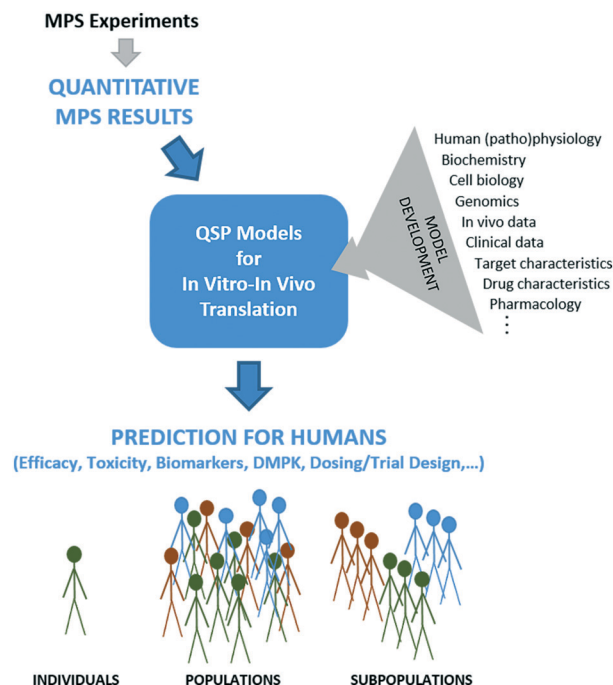 MPS Experiments
QUANTITATIVE
MPS RESULTS
QSP Models
for
In Vitro-In Vivo
Translation
MODEL
DEVELOPMENT
Human (patho)physiology
Biochemistry
Cell biology
Genomics
In vivo data
Clinical data
Target characteristics
Drug characteristics
Pharmacology
⋮
PREDICTION FOR HUMANS
(Efficacy, Toxicity, Biomarkers, DMPK, Dosing/Trial Design,...)
INDIVIDUALS
POPULATIONS
SUBPOPULATIONS